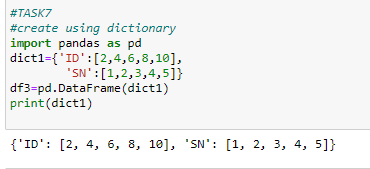 #TASK7
#create using dictionary
import pandas as pd
dict1={'ID':[2,4,6,8,10],
'SN':[1,2,3,4,5]}
df3=pd.DataFrame(dict1)
print(dict1)
{'ID': [2, 4, 6, 8, 10], 'SN': [1, 2, 3, 4, 5]}